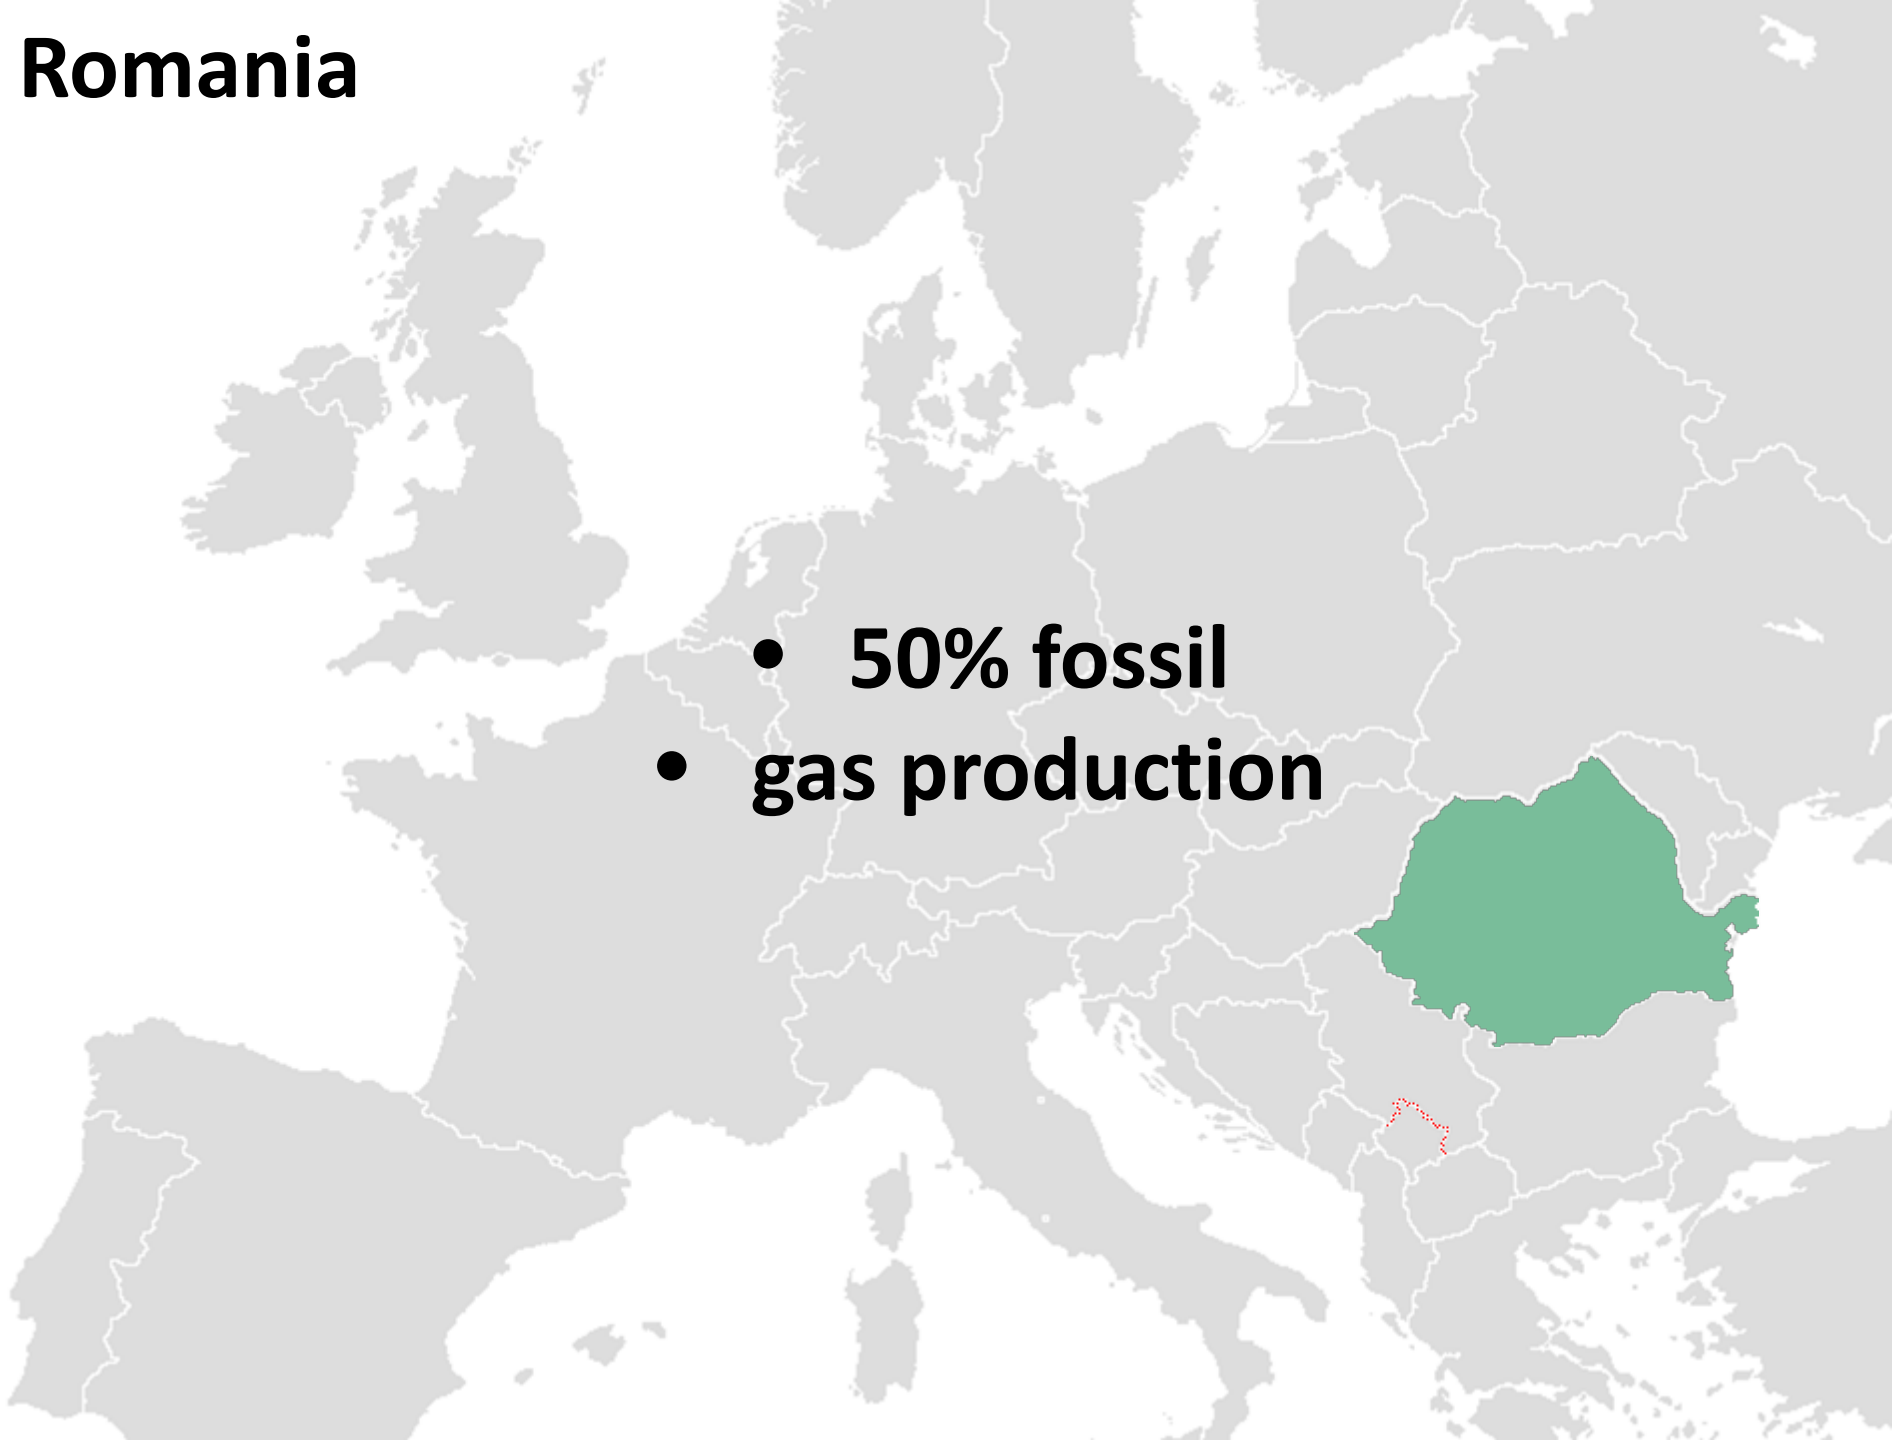 Romania
• 50% fossil
• gas production